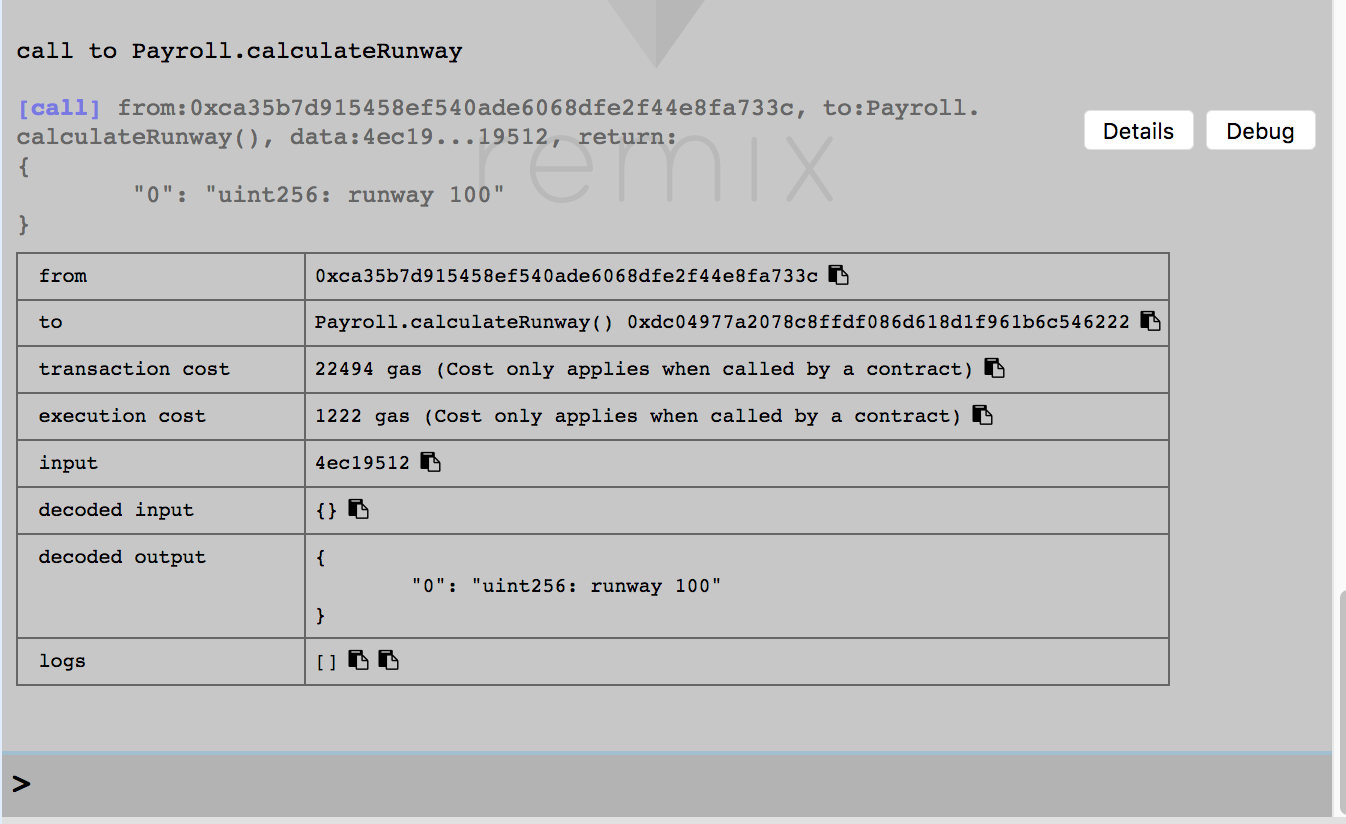 call to Payroll.calculateRunway
[call] from:0xca35b7d915458ef540ade6068dfe2f44e8fa733c, to:Payroll.
calculateRunway(), data:4ec19...19512, return:
Details
Debug
remix
{
"0": "uint256: runway 100"
}
from 0xca35b7d915458ef540ade6068dfe2f44e8fa733c
to Payroll.calculateRunway() 0xdc04977a2078c8ffdf086d618d1f961b6c546222
transaction cost 22494 gas (Cost only applies when called by a contract)
execution cost 1222 gas (Cost only applies when called by a contract)
input 4ec19512
decoded input {}
decoded output {
"0": "uint256: runway 100"
}
logs []
>